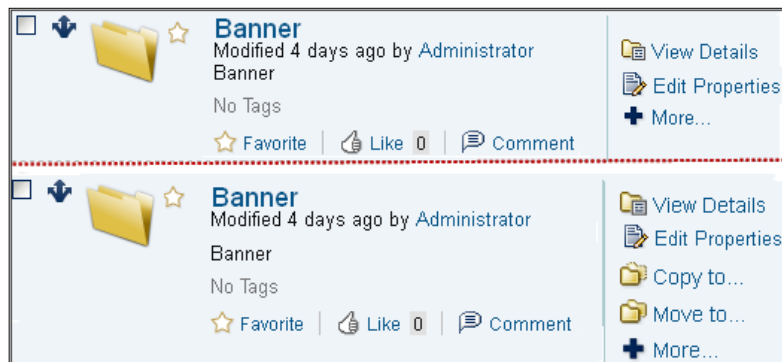 Banner
Modified 4 days ago by Administrator
Banner
No Tags
Favorite Like 0 Comment
View Details
Edit Properties
More...
Banner
Modified 4 days ago by Administrator
Banner
No Tags
Favorite Like 0 Comment
View Details
Edit Properties
Copy to...
Move to...
More...